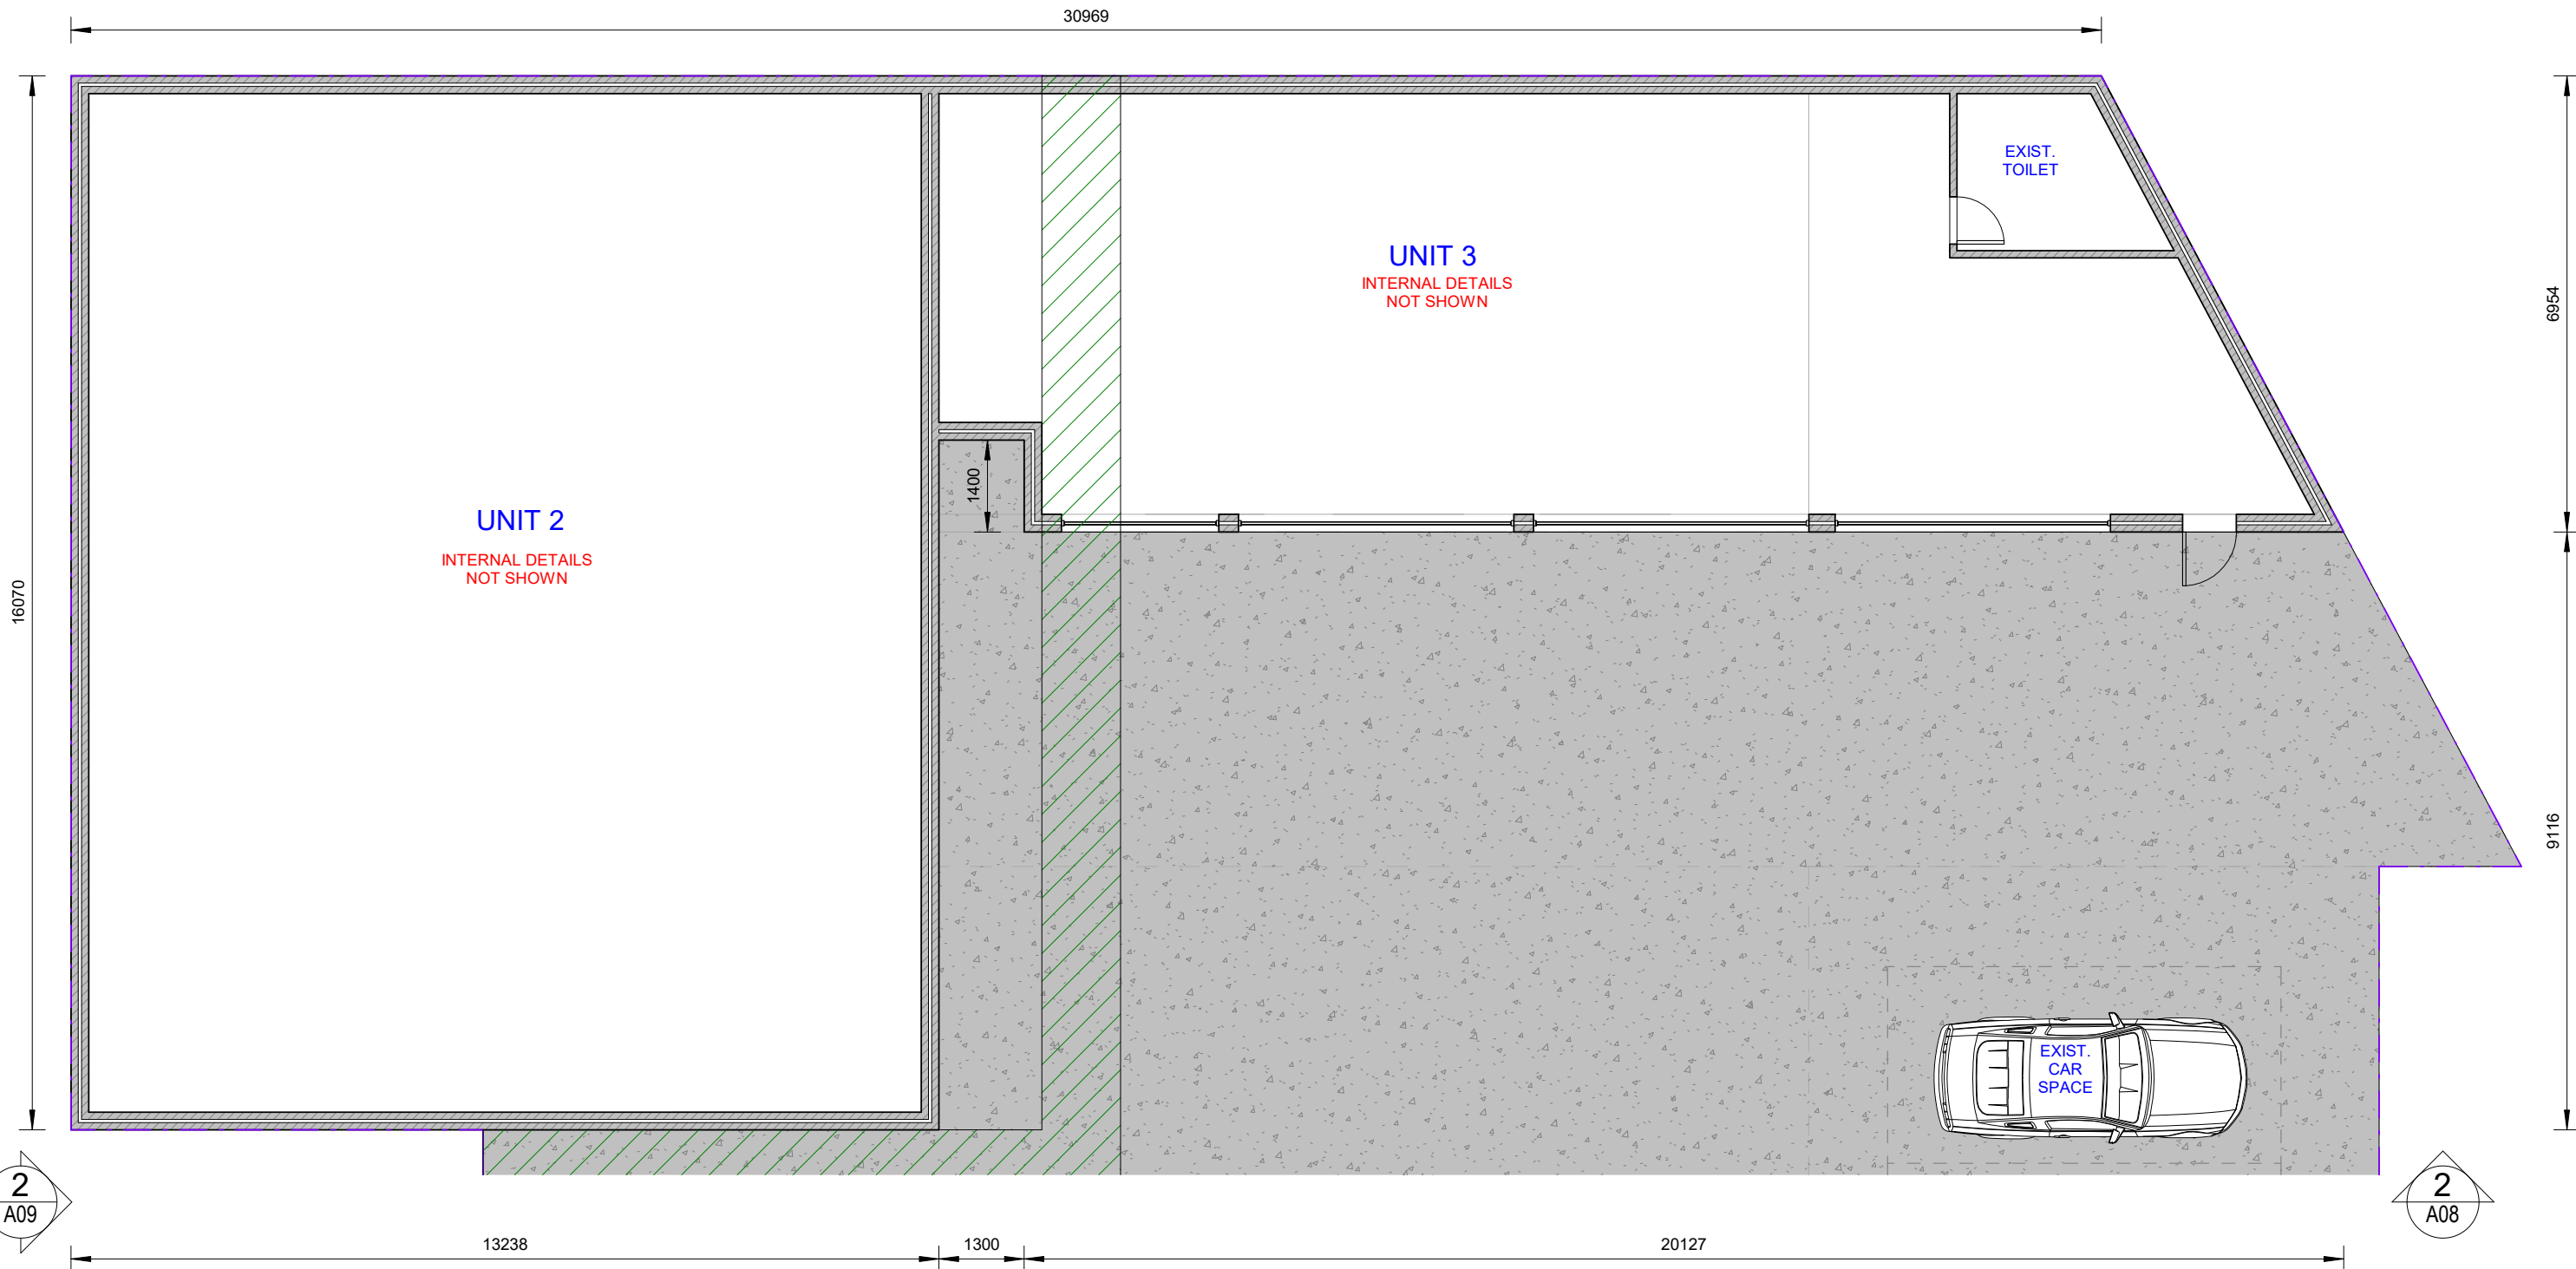 30969
EXIST.
TOILET
UNIT 3
INTERNAL DETAILS
NOT SHOWN
6954
1400
UNIT 2
INTERNAL DETAILS
NOT SHOWN
16070
9116
EXIST.
CAR
SPACE
2
A09
2
A08
13238
1300
20127